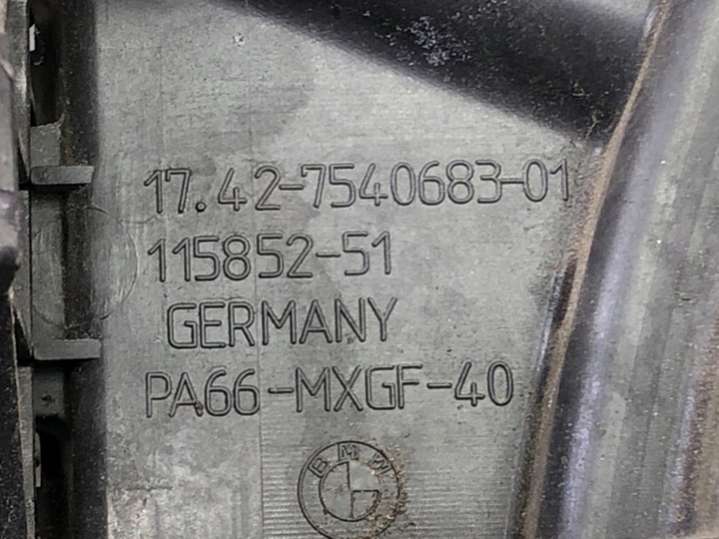 17.42-7540683-01
115852-51
GERMANY
PA66-MXGF-40
BMW